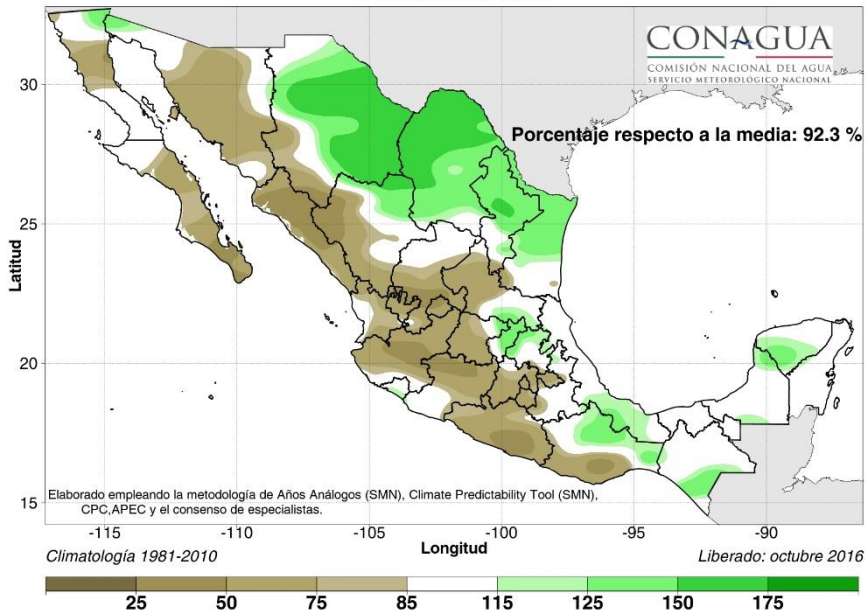 CONAGUA
COMISIÓN NACIONAL DEL AGUA
SERVICIO METEOROLÓGICO NACIONAL
Porcentaje respecto a la media: 92.3 %
30
25
20
15
Latitud
Elaborado empleando la metodología de Años Análogos (SMN), Climate Predictability Tool (SMN),
CPC,APEC y el consenso de especialistas.
-115 -110 -105 -100 -95 -90
Longitud
Climatología 1981-2010 Liberado: octubre 2016
25 50 75 85 115 125 150 175